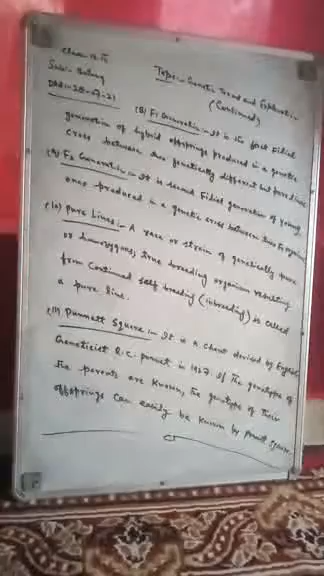 Class-12th
Sub:- Biology
Date:-28-07-21
Topic:- Genetic Terms and Explanation
(Continued)
(8) F1 Generation:- It is the first Filial
generation of hybrid offsprings produced in a genetic
cross between two genetically different but pure lines
(9) F2 Generation:- It is second Filial generation of young
ones produced in a genetic cross between two F1 hybrids
(10) Pure Lines:- A race or strain of genetically pure
or homozygous, true breeding organism resulting
from Continued self breeding (inbreeding) is called
a pure line.
(11) Punnett Square:- It is a chart devised by English
Geneticist R.C. punnet in 1927. If the genotype of
the parents are known, the genotype of their
offsprings can easily be known by Punnet square.